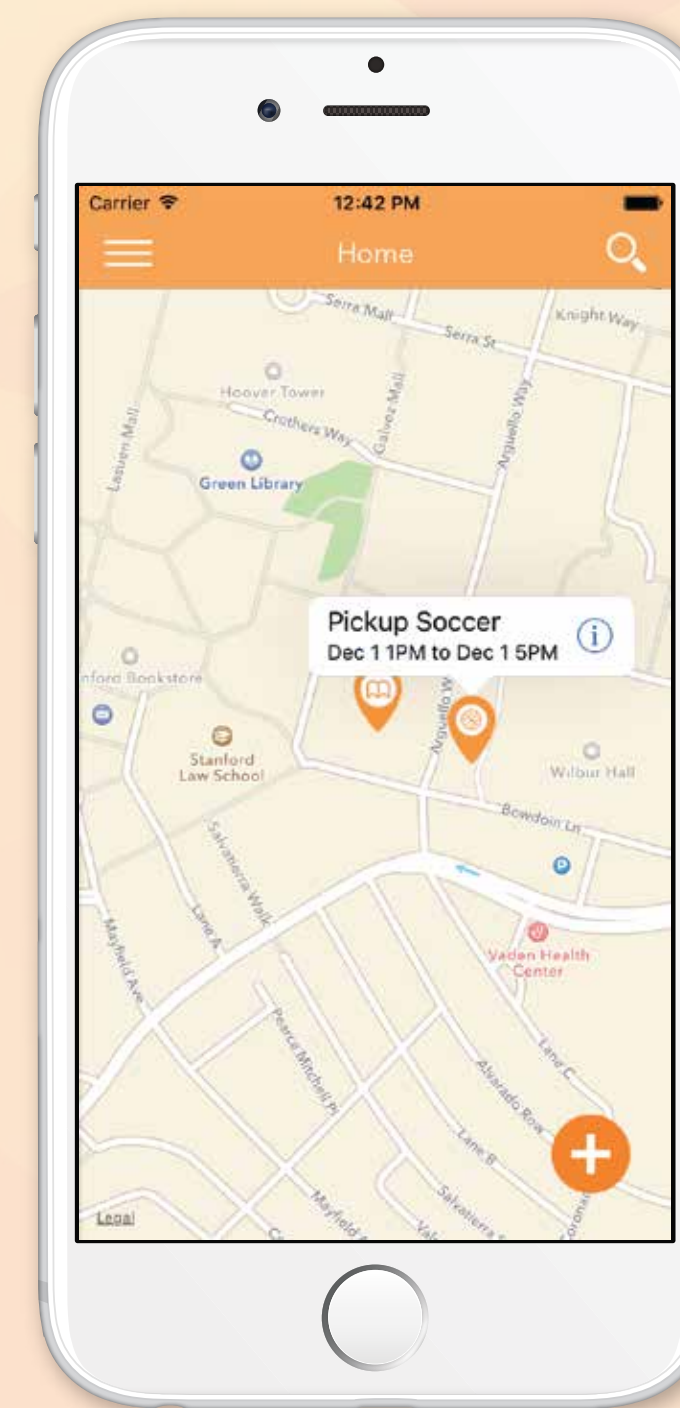 Carrier
12:42 PM
Home
Serra Mall
Serra St
Knight Way
Hoover Tower
Lasuen Mall
Crothers Way
Galvez Mall
Arguello Way
Green Library
Pickup Soccer
Dec 1 1PM to Dec 1 5PM
nford Bookstore
Arguello W
Stanford
Law School
Wilbur Hall
Bowdoin Ln
Salvatierra Walk
Lane A
Mayfield Ave
Vaden Health
Center
Pearce Mitchell Pl
Lane C
Alvarado Row
Lane B
Mayfield
Salvatierra S
Coronad
Legal